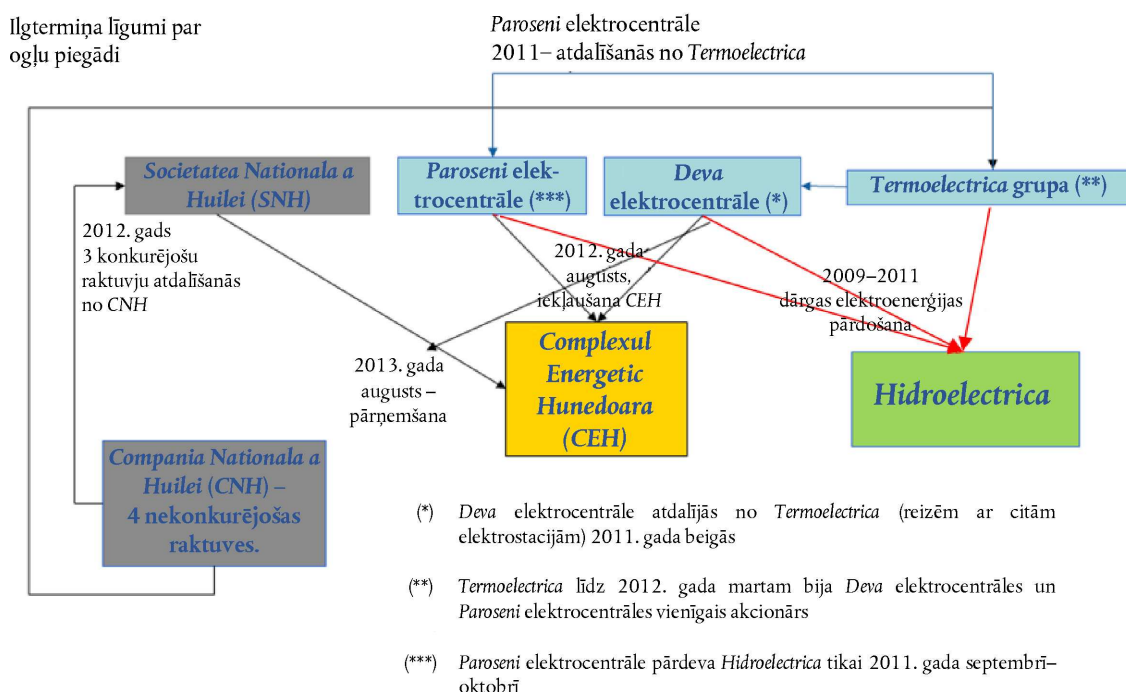 Ilgtermiņa līgumi par
ogļu piegādi
Paroseni elektrocentrāle
2011– atdalīšanās no Termoelectrica
Societatea Nationala a
Huilei (SNH)
Paroseni elek-
trocentrāle (***)
Deva
elektrocentrāle (*)
Termoelectrica grupa (**)
2012. gads
3 konkurējošu
raktuvju atdalīšanās
no CNH
2012. gada
augusts,
iekļaušana CEH
2009–2011
dārgas elektroenerģijas
pārdošana
2013. gada
augusts –
pārņemšana
Complexul
Energetic
Hunedoara
(CEH)
Hidroelectrica
Compania Nationala a
Huilei (CNH) –
4 nekonkurējošas
raktuves.
(*) Deva elektrocentrāle atdalījās no Termoelectrica (reizēm ar citām
elektrostacijām) 2011. gada beigās
(**) Termoelectrica līdz 2012. gada martam bija Deva elektrocentrāles un
Paroseni elektrocentrāles vienīgais akcionārs
(***) Paroseni elektrocentrāle pārdeva Hidroelectrica tikai 2011. gada septembrī–
oktobrī